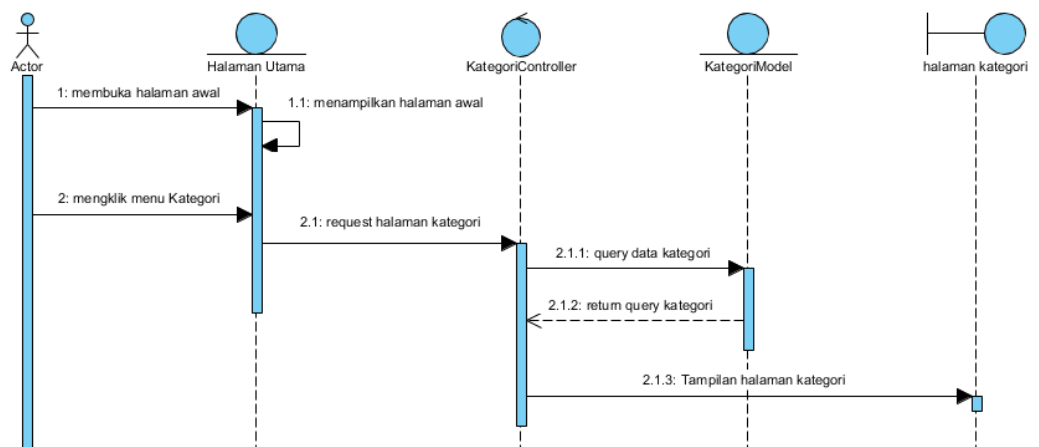 Actor
Halaman Utama
KategoriController
KategoriModel
halaman kategori
1: membuka halaman awal
1.1: menampilkan halaman awal
2: mengklik menu Kategori
2.1: request halaman kategori
2.1.1: query data kategori
2.1.2: return query kategori
2.1.3: Tampilan halaman kategori